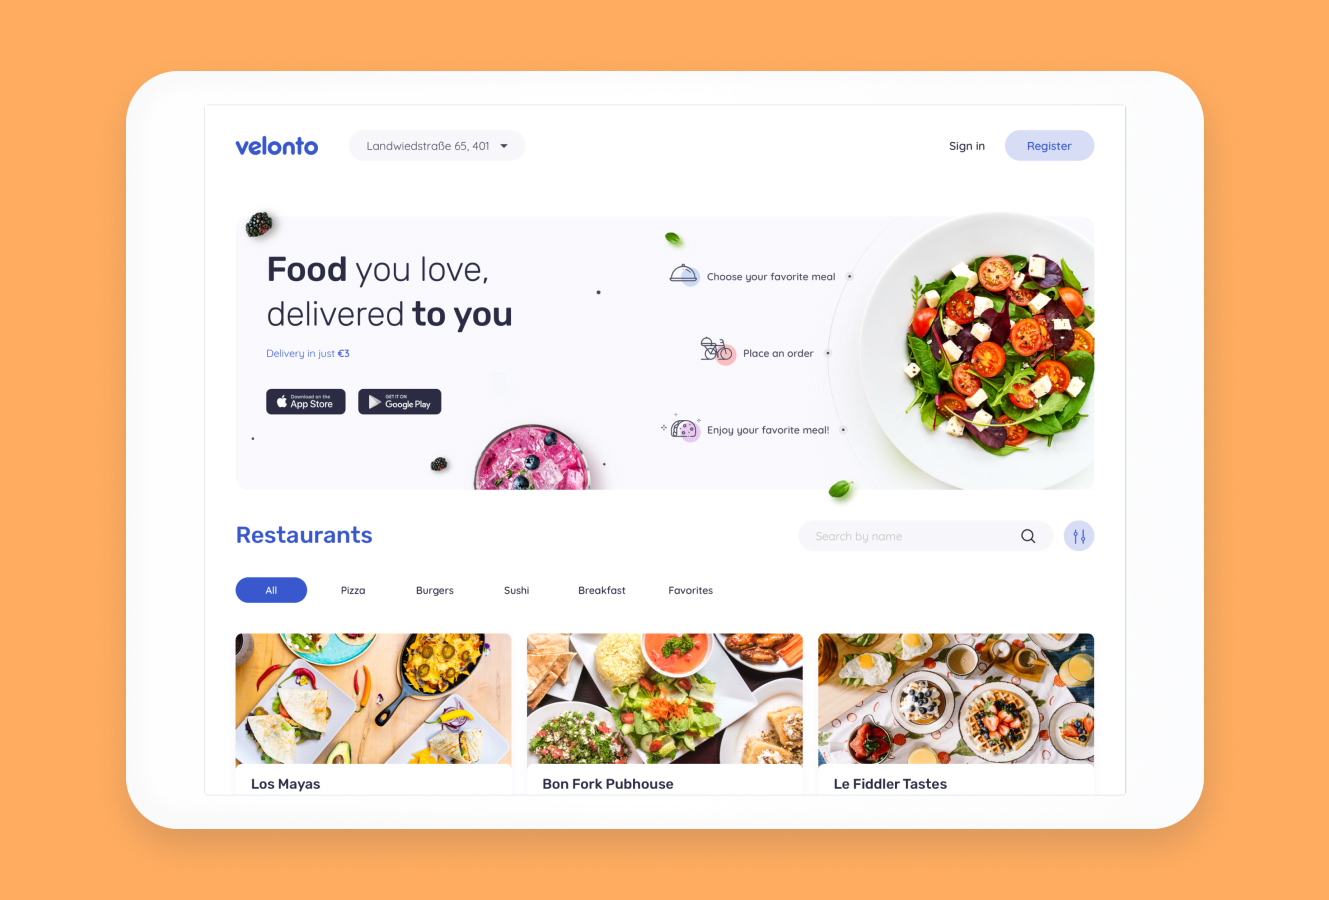 velonto
Landwiedstraße 65, 401
Sign in
Register
Food you love,
delivered to you
Delivery in just €3
Download on the
App Store
GET IT ON
Google Play
Choose your favorite meal
Place an order
Enjoy your favorite meal!
Restaurants
Search by name
All
Pizza
Burgers
Sushi
Breakfast
Favorites
Los Mayas
Bon Fork Pubhouse
Le Fiddler Tastes